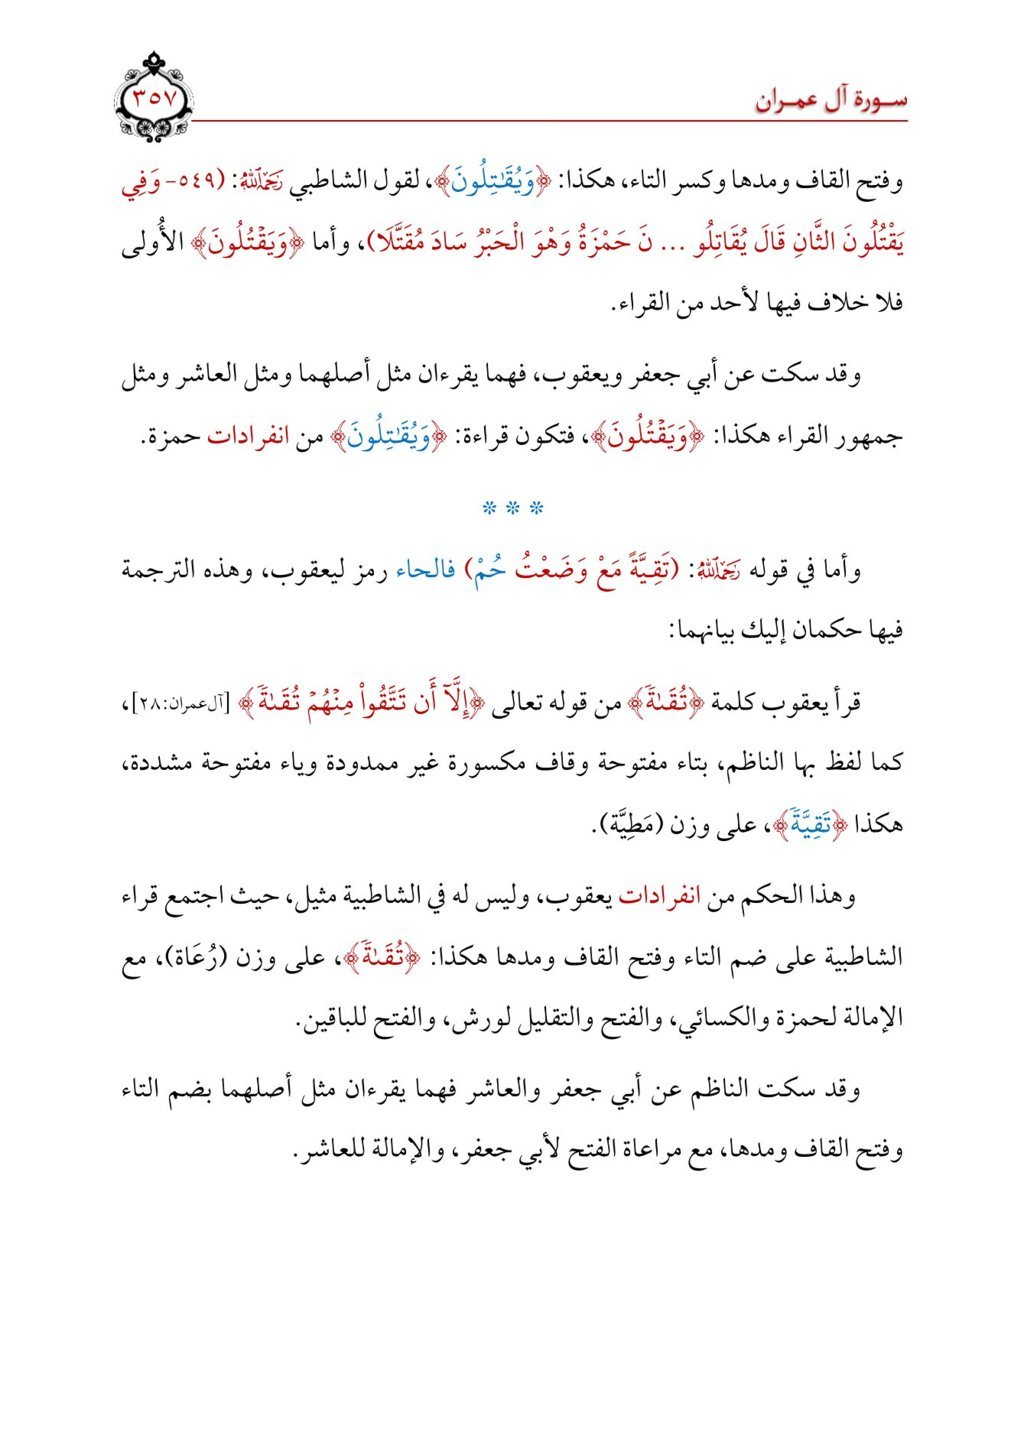 سورة آل عمران
٣٥٧
وفتح القاف ومدها وكسر التاء، هكذا: ﴿وَيُقَٰتِلُونَ﴾، لقول الشاطبي رَحِمَهُ ٱللَّهُ: (٥٤٩- وَفِي
يَقْتُلُونَ الثَّانِ قَالَ يُقَاتِلُو ... نَ حَمْزَةُ وَهْوَ الْحَبْرُ سَادَ مُقَتَّلَا)، وأما ﴿وَيَقْتُلُونَ﴾ الأُولى
فلا خلاف فيها لأحد من القراء.
وقد سكت عن أبي جعفر ويعقوب، فهما يقرءان مثل أصلهما ومثل العاشر ومثل
جمهور القراء هكذا: ﴿وَيَقْتُلُونَ﴾، فتكون قراءة: ﴿وَيُقَٰتِلُونَ﴾ من انفرادات حمزة.
* * *
وأما في قوله رَحِمَهُ ٱللَّهُ: (تَقِيَّةً مَعْ وَضَعْتُ حُمْ) فالحاء رمز ليعقوب، وهذه الترجمة
فيها حكمان إليك بيانهما:
قرأ يعقوب كلمة ﴿تُقَىٰةٗ﴾ من قوله تعالى ﴿إِلَّآ أَن تَتَّقُواْ مِنْهُمْ تُقَىٰةٗ﴾ [آل عمران: ٢٨]،
كما لفظ بها الناظم، بتاء مفتوحة وقاف مكسورة غير ممدودة وياء مفتوحة مشددة،
هكذا ﴿تَقِيَّةٗ﴾، على وزن (مَطِيَّة).
وهذا الحكم من انفرادات يعقوب، وليس له في الشاطبية مثيل، حيث اجتمع قراء
الشاطبية على ضم التاء وفتح القاف ومدها هكذا: ﴿تُقَىٰةٗ﴾، على وزن (رُعَاة)، مع
الإمالة لحمزة والكسائي، والفتح والتقليل لورش، والفتح للباقين.
وقد سكت الناظم عن أبي جعفر والعاشر فهما يقرءان مثل أصلهما بضم التاء
وفتح القاف ومدها، مع مراعاة الفتح لأبي جعفر، والإمالة للعاشر.